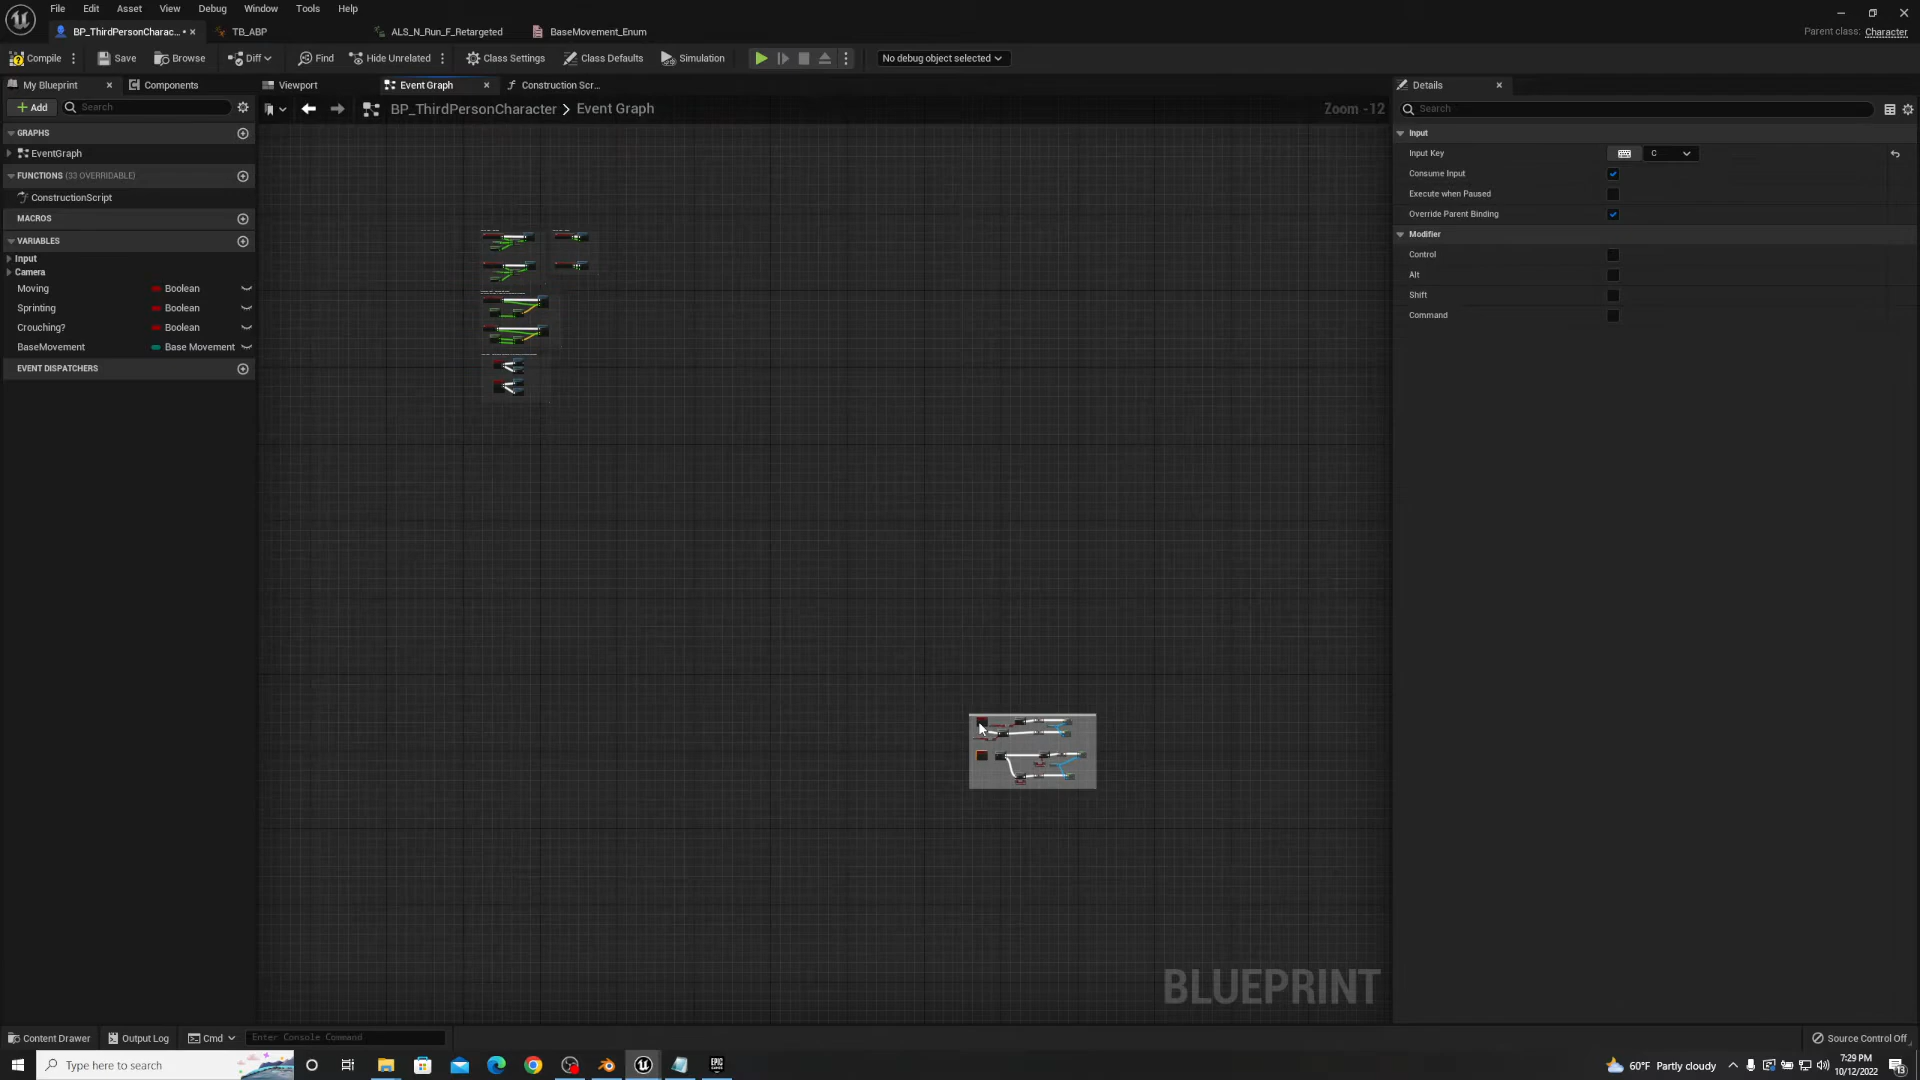 File Edit Asset View Debug Window Tools Help
BP_ThirdPersonCharac... TB_ABP ALS_N_Run_F_Retargeted BaseMovement_Enum
Parent class: Character
Compile Save Browse Diff Find Hide Unrelated Class Settings Class Defaults Simulation No debug object selected
My Blueprint Components Viewport Event Graph Construction Scr... Details
Add Search BP_ThirdPersonCharacter > Event Graph Zoom -12 Search
GRAPHS
EventGraph
FUNCTIONS (33 OVERRIDABLE)
ConstructionScript
MACROS
VARIABLES
Input
Camera
Moving Boolean
Sprinting Boolean
Crouching? Boolean
BaseMovement Base Movement
EVENT DISPATCHERS
Input
Input Key C
Consume Input
Execute when Paused
Override Parent Binding
Modifier
Control
Alt
Shift
Command
BLUEPRINT
Content Drawer Output Log Cmd Enter Console Command Source Control Off
Type here to search 60°F Partly cloudy 7:29 PM
10/12/2022
13